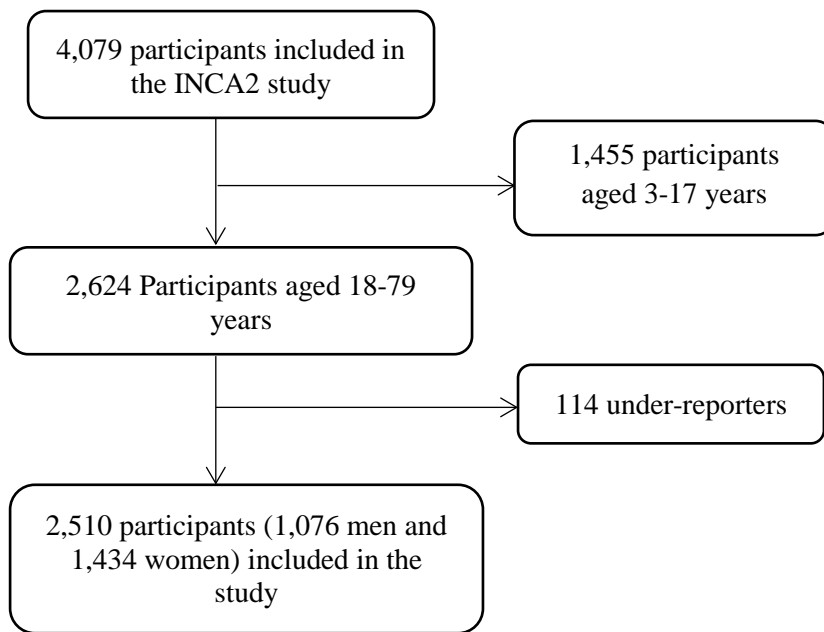 4,079 participants included in
the INCA2 study
1,455 participants
aged 3-17 years
2,624 Participants aged 18-79
years
114 under-reporters
2,510 participants (1,076 men and
1,434 women) included in the
study